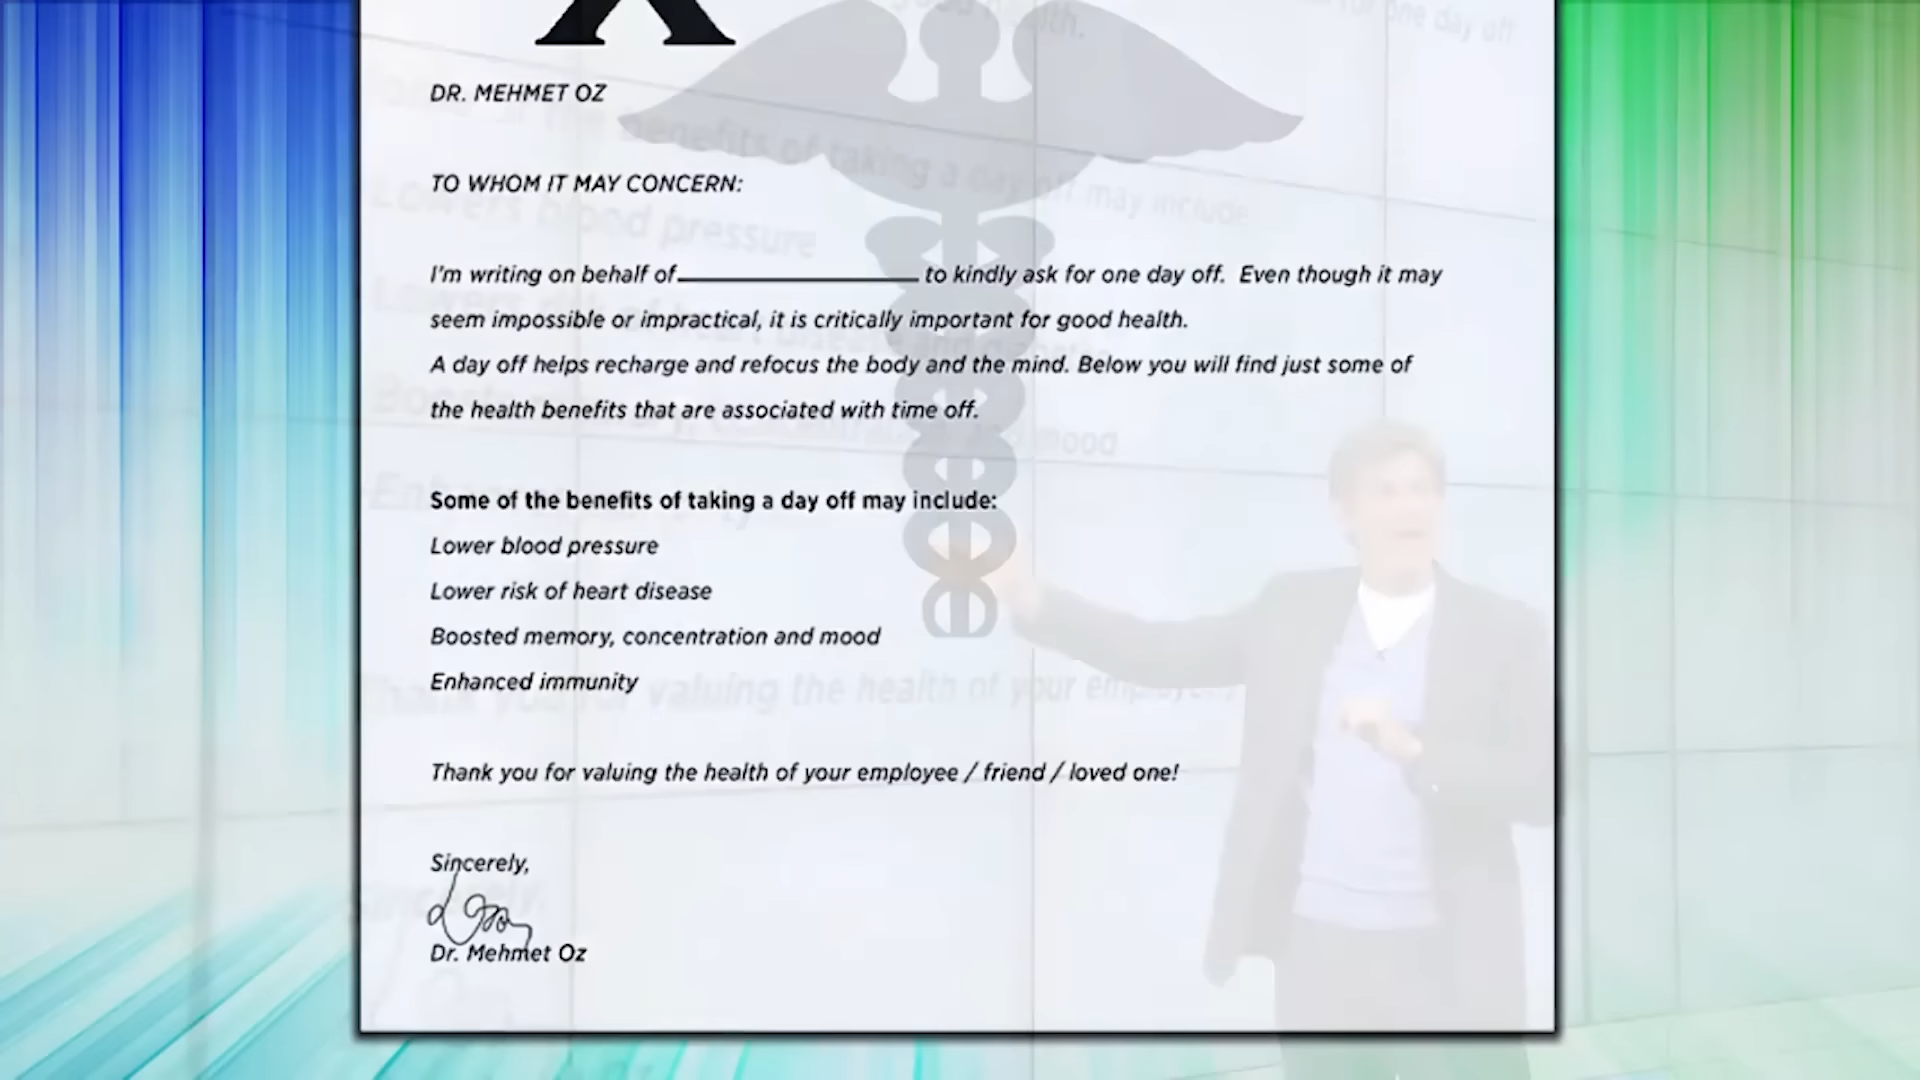 X
DR. MEHMET OZ
TO WHOM IT MAY CONCERN:
I'm writing on behalf of to kindly ask for one day off. Even though it may
seem impossible or impractical, it is critically important for good health.
A day off helps recharge and refocus the body and the mind. Below you will find just some of
the health benefits that are associated with time off.
Some of the benefits of taking a day off may include:
Lower blood pressure
Lower risk of heart disease
Boosted memory, concentration and mood
Enhanced immunity
Thank you for valuing the health of your employee / friend / loved one!
Sincerely,
Dr. Mehmet Oz